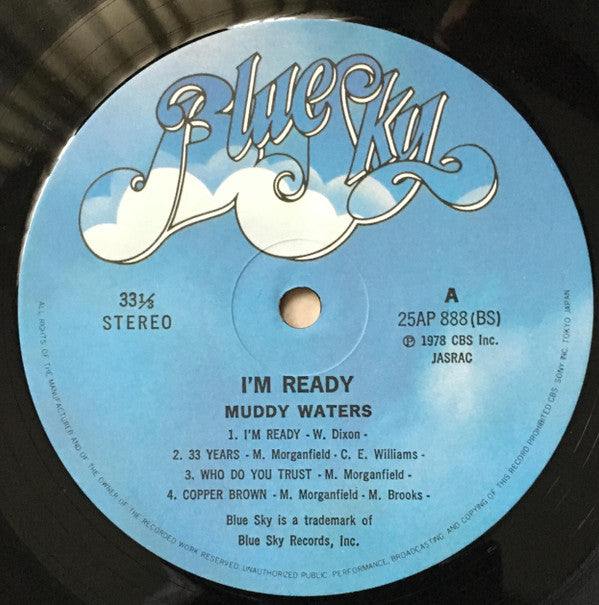 Blue Sky
33⅓
STEREO
A
25AP 888(BS)
Ⓟ 1978 CBS Inc.
JASRAC
I'M READY
MUDDY WATERS
1. I'M READY - W. Dixon -
2. 33 YEARS - M. Morganfield - C. E. Williams -
3. WHO DO YOU TRUST - M. Morganfield -
4. COPPER BROWN - M. Morganfield - M. Brooks -
Blue Sky is a trademark of
Blue Sky Records, Inc.
ALL RIGHTS OF THE MANUFACTURER AND OF THE OWNER OF THE RECORDED WORK RESERVED. UNAUTHORIZED PUBLIC PERFORMANCE, BROADCASTING AND COPYING OF THIS RECORD PROHIBITED CBS/SONY INC. TOKYO JAPAN